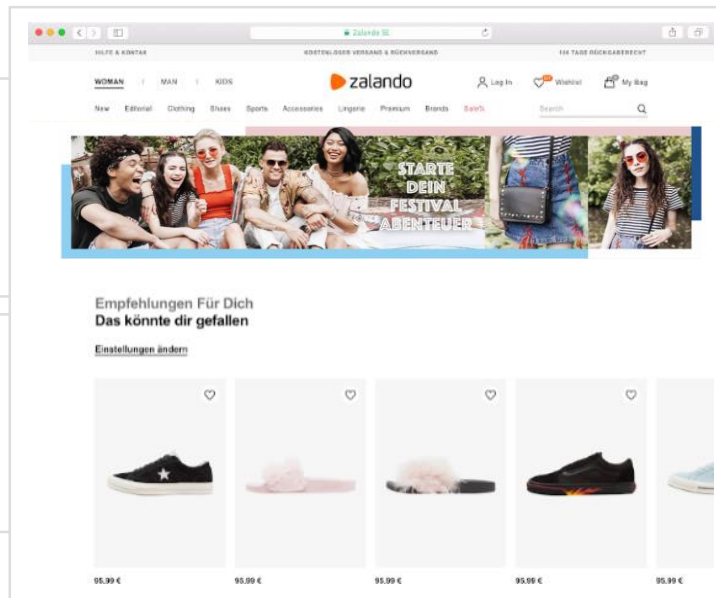 Zalando SE
HILFE & KONTAK
KOSTENLOSER VERSAND & RÜCKVERSAND
100 TAGE RÜCKGABERECHT
WOMAN MAN KIDS
zalando
Log In Wishlist My Bag
New Editorial Clothing Shoes Sports Accessories Lingerie Premium Brands Sale%
Search
STARTE
DEIN
FESTIVAL
ABENTEUER
Empfehlungen Für Dich
Das könnte dir gefallen
Einstellungen ändern
95,99 € 95,99 € 95,99 € 95,99 € 95,99 €